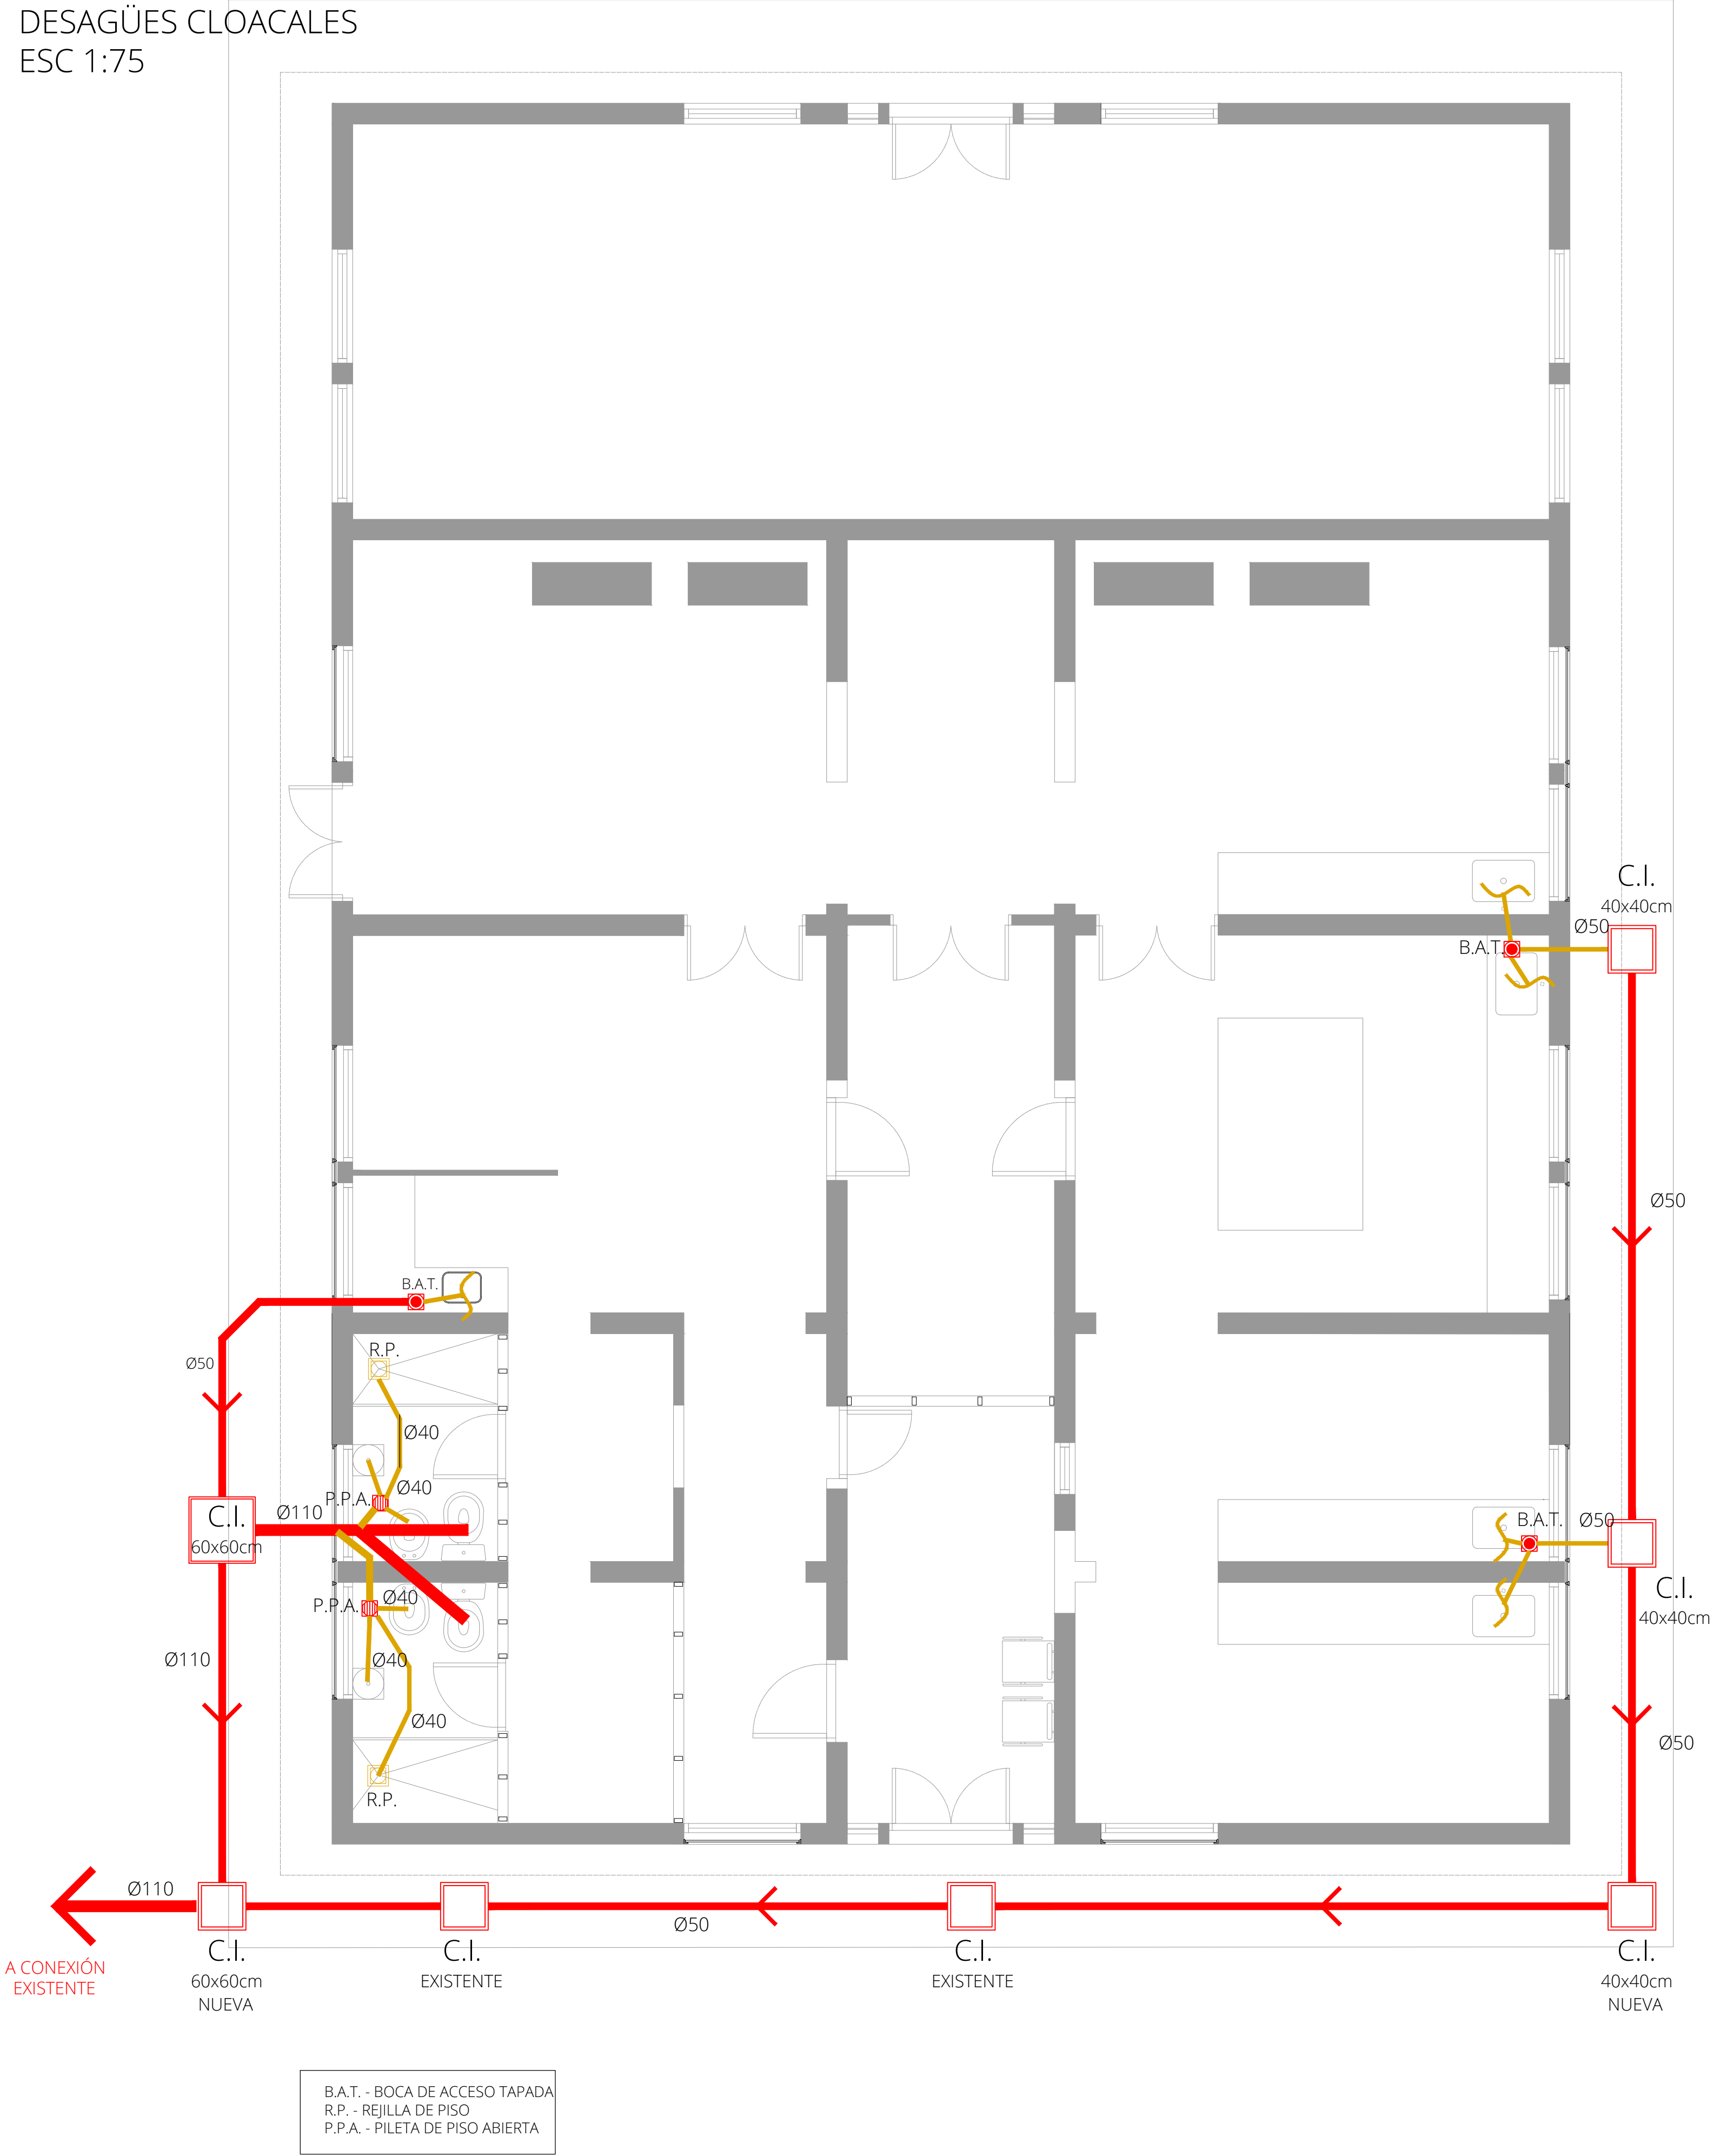 DESAGÜES CLOACALES
ESC 1:75
C.I.
40x40cm
Ø50
B.A.T.
Ø50
B.A.T.
R.P.
Ø50
Ø40
Ø40
P.P.A.
Ø110
C.I.
60x60cm
B.A.T.
Ø50
C.I.
40x40cm
Ø40
P.P.A.
Ø40
Ø110
Ø40
Ø50
R.P.
Ø110
Ø50
A CONEXIÓN
EXISTENTE
C.I.
60x60cm
NUEVA
C.I.
EXISTENTE
C.I.
EXISTENTE
C.I.
40x40cm
NUEVA
B.A.T. - BOCA DE ACCESO TAPADA
R.P. - REJILLA DE PISO
P.P.A. - PILETA DE PISO ABIERTA